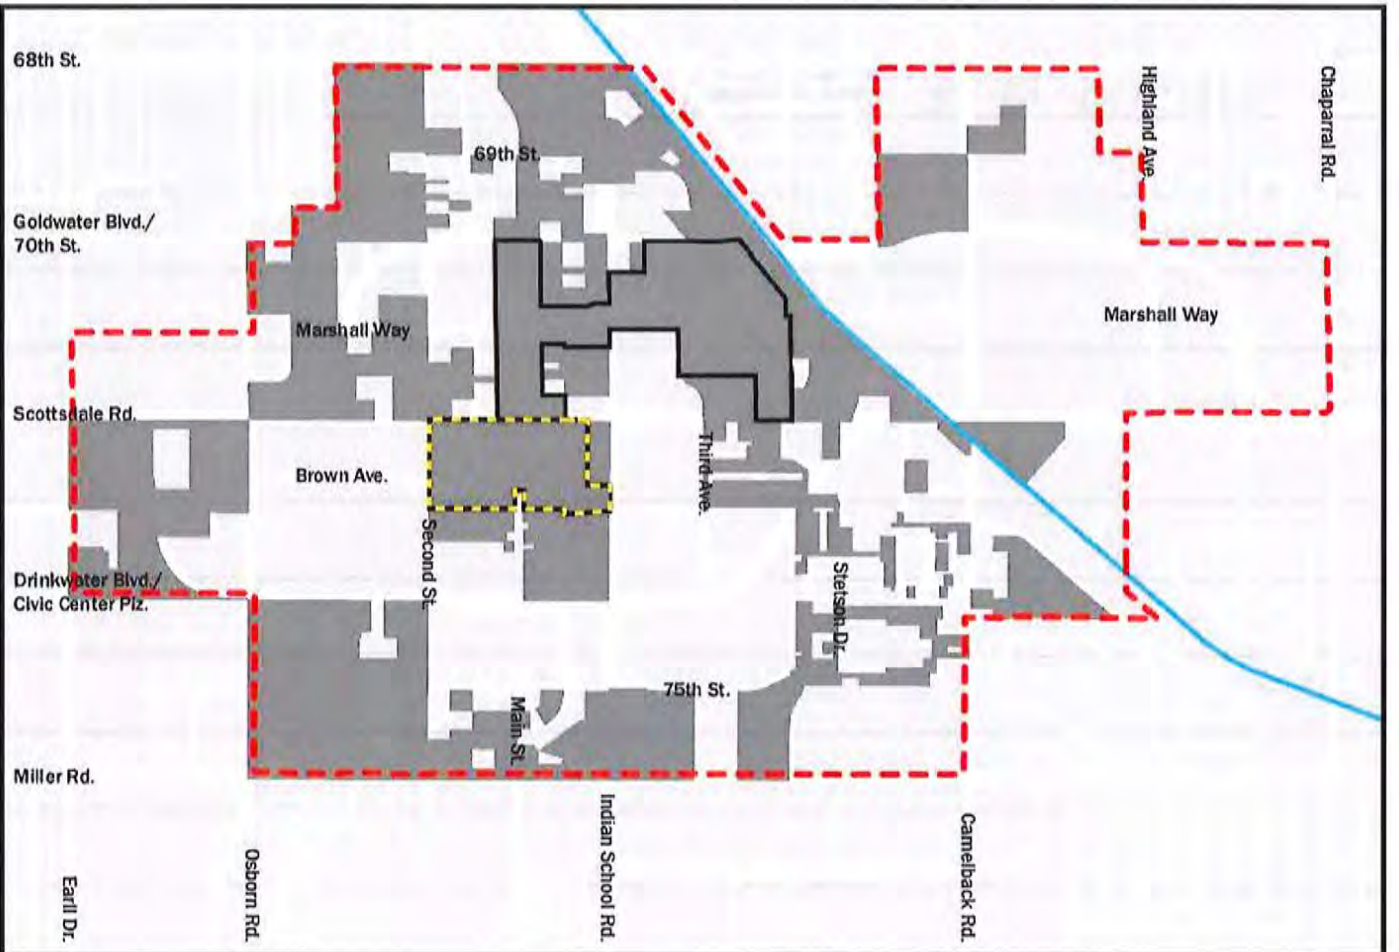 68th St.
Highland Ave.
Chaparral Rd.
69th St.
Goldwater Blvd./
70th St.
Marshall Way
Marshall Way
Scottsdale Rd.
Third Ave.
Brown Ave.
Second St.
Stetson Dr.
Drinkwater Blvd./
Civic Center Plz.
75th St.
Main St.
Miller Rd.
Indian School Rd.
Camelback Rd.
Osborn Rd.
Earll Dr.